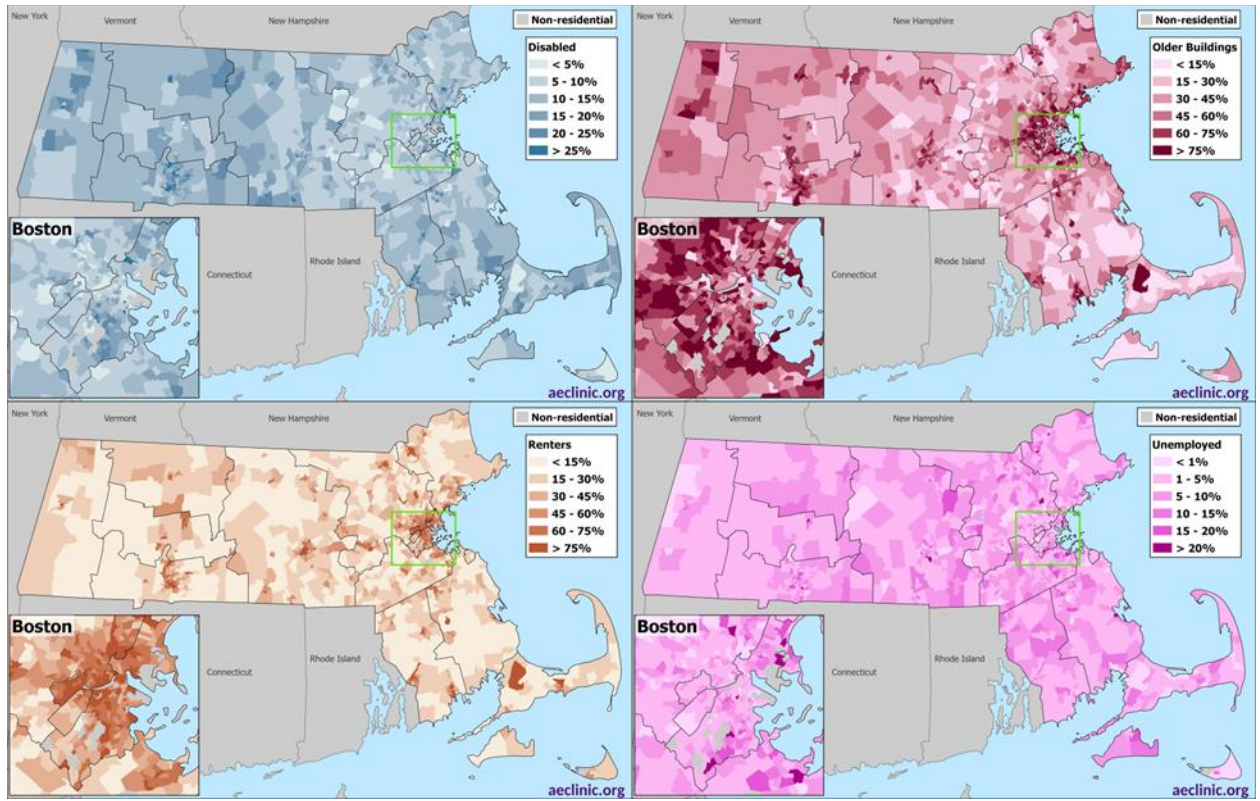 New York
Vermont
New Hampshire
Non-residential
Disabled
< 5%
5 - 10%
10 - 15%
15 - 20%
20 - 25%
> 25%
Boston
Connecticut
Rhode Island
aeclinic.org
New York
Vermont
New Hampshire
Non-residential
Older Buildings
< 15%
15 - 30%
30 - 45%
45 - 60%
60 - 75%
> 75%
Boston
Connecticut
Rhode Island
aeclinic.org
New York
Vermont
New Hampshire
Non-residential
Renters
< 15%
15 - 30%
30 - 45%
45 - 60%
60 - 75%
> 75%
Boston
Connecticut
Rhode Island
aeclinic.org
New York
Vermont
New Hampshire
Non-residential
Unemployed
< 1%
1 - 5%
5 - 10%
10 - 15%
15 - 20%
> 20%
Boston
Connecticut
Rhode Island
aeclinic.org